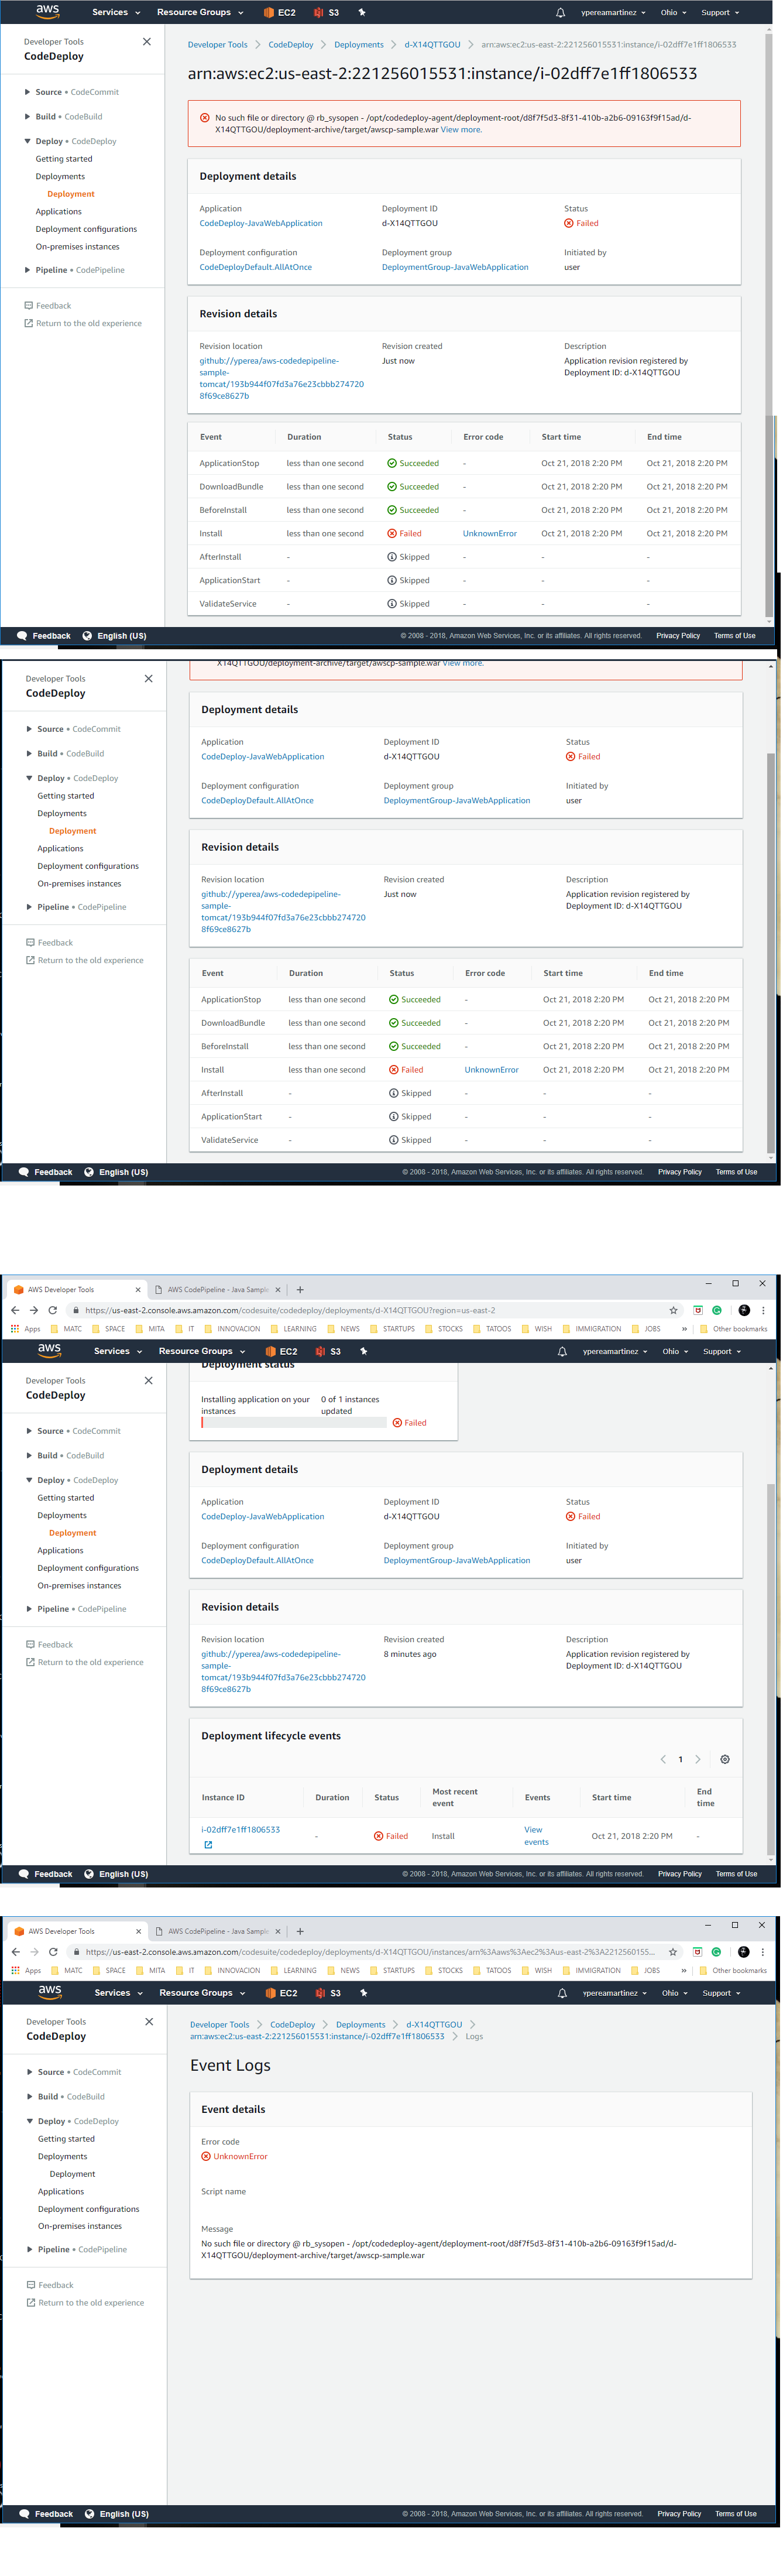 aws Services Resource Groups EC2 S3 ypereamartinez Ohio Support
Developer Tools
CodeDeploy
Source • CodeCommit
Build • CodeBuild
Deploy • CodeDeploy
Getting started
Deployments
Deployment
Applications
Deployment configurations
On-premises instances
Pipeline • CodePipeline
Feedback
Return to the old experience
Developer Tools CodeDeploy Deployments d-X14QTTGOU arn:aws:ec2:us-east-2:221256015531:instance/i-02dff7e1ff1806533
arn:aws:ec2:us-east-2:221256015531:instance/i-02dff7e1ff1806533
No such file or directory @ rb_sysopen - /opt/codedeploy-agent/deployment-root/d8f7f5d3-8f31-410b-a2b6-09163f9f15ad/d-
X14QTTGOU/deployment-archive/target/awscp-sample.war View more.
Deployment details
Application Deployment ID Status
CodeDeploy-JavaWebApplication d-X14QTTGOU Failed
Deployment configuration Deployment group Initiated by
CodeDeployDefault.AllAtOnce DeploymentGroup-JavaWebApplication user
Revision details
Revision location Revision created Description
github://yperea/aws-codedepipeline- Just now Application revision registered by
sample- Deployment ID: d-X14QTTGOU
tomcat/193b944f07fd3a76e23cbbb274720
8f69ce8627b
Event Duration Status Error code Start time End time
ApplicationStop less than one second Succeeded - Oct 21, 2018 2:20 PM Oct 21, 2018 2:20 PM
DownloadBundle less than one second Succeeded - Oct 21, 2018 2:20 PM Oct 21, 2018 2:20 PM
BeforeInstall less than one second Succeeded - Oct 21, 2018 2:20 PM Oct 21, 2018 2:20 PM
Install less than one second Failed UnknownError Oct 21, 2018 2:20 PM Oct 21, 2018 2:20 PM
AfterInstall - Skipped - - -
ApplicationStart - Skipped - - -
ValidateService - Skipped - - -
Feedback English (US) © 2008 - 2018, Amazon Web Services, Inc. or its affiliates. All rights reserved. Privacy Policy Terms of Use
Developer Tools
CodeDeploy
Source • CodeCommit
Build • CodeBuild
Deploy • CodeDeploy
Getting started
Deployments
Deployment
Applications
Deployment configurations
On-premises instances
Pipeline • CodePipeline
Feedback
Return to the old experience
X14QTTGOU/deployment-archive/target/awscp-sample.war View more.
Deployment details
Application Deployment ID Status
CodeDeploy-JavaWebApplication d-X14QTTGOU Failed
Deployment configuration Deployment group Initiated by
CodeDeployDefault.AllAtOnce DeploymentGroup-JavaWebApplication user
Revision details
Revision location Revision created Description
github://yperea/aws-codedepipeline- Just now Application revision registered by
sample- Deployment ID: d-X14QTTGOU
tomcat/193b944f07fd3a76e23cbbb274720
8f69ce8627b
Event Duration Status Error code Start time End time
ApplicationStop less than one second Succeeded - Oct 21, 2018 2:20 PM Oct 21, 2018 2:20 PM
DownloadBundle less than one second Succeeded - Oct 21, 2018 2:20 PM Oct 21, 2018 2:20 PM
BeforeInstall less than one second Succeeded - Oct 21, 2018 2:20 PM Oct 21, 2018 2:20 PM
Install less than one second Failed UnknownError Oct 21, 2018 2:20 PM Oct 21, 2018 2:20 PM
AfterInstall - Skipped - - -
ApplicationStart - Skipped - - -
ValidateService - Skipped - - -
Feedback English (US) © 2008 - 2018, Amazon Web Services, Inc. or its affiliates. All rights reserved. Privacy Policy Terms of Use
AWS Developer Tools AWS CodePipeline - Java Sample
https://us-east-2.console.aws.amazon.com/codesuite/codedeploy/deployments/d-X14QTTGOU?region=us-east-2
Apps MATC SPACE MITA IT INNOVACION LEARNING NEWS STARTUPS STOCKS TATOOS WISH IMMIGRATION JOBS » Other bookmarks
aws Services Resource Groups EC2 S3 ypereamartinez Ohio Support
Developer Tools
CodeDeploy
Source • CodeCommit
Build • CodeBuild
Deploy • CodeDeploy
Getting started
Deployments
Deployment
Applications
Deployment configurations
On-premises instances
Pipeline • CodePipeline
Feedback
Return to the old experience
Deployment status
Installing application on your 0 of 1 instances
instances updated
Failed
Deployment details
Application Deployment ID Status
CodeDeploy-JavaWebApplication d-X14QTTGOU Failed
Deployment configuration Deployment group Initiated by
CodeDeployDefault.AllAtOnce DeploymentGroup-JavaWebApplication user
Revision details
Revision location Revision created Description
github://yperea/aws-codedepipeline- 8 minutes ago Application revision registered by
sample- Deployment ID: d-X14QTTGOU
tomcat/193b944f07fd3a76e23cbbb274720
8f69ce8627b
Deployment lifecycle events
1
Instance ID Duration Status Most recent event Events Start time End time
i-02dff7e1ff1806533 - Failed Install View events Oct 21, 2018 2:20 PM -
Feedback English (US) © 2008 - 2018, Amazon Web Services, Inc. or its affiliates. All rights reserved. Privacy Policy Terms of Use
AWS Developer Tools AWS CodePipeline - Java Sample
https://us-east-2.console.aws.amazon.com/codesuite/codedeploy/deployments/d-X14QTTGOU/instances/arn%3Aaws%3Aec2%3Aus-east-2%3A2212560155...
Apps MATC SPACE MITA IT INNOVACION LEARNING NEWS STARTUPS STOCKS TATOOS WISH IMMIGRATION JOBS » Other bookmarks
aws Services Resource Groups EC2 S3 ypereamartinez Ohio Support
Developer Tools
CodeDeploy
Source • CodeCommit
Build • CodeBuild
Deploy • CodeDeploy
Getting started
Deployments
Deployment
Applications
Deployment configurations
On-premises instances
Pipeline • CodePipeline
Feedback
Return to the old experience
Developer Tools CodeDeploy Deployments d-X14QTTGOU
arn:aws:ec2:us-east-2:221256015531:instance/i-02dff7e1ff1806533 Logs
Event Logs
Event details
Error code
UnknownError
Script name
Message
No such file or directory @ rb_sysopen - /opt/codedeploy-agent/deployment-root/d8f7f5d3-8f31-410b-a2b6-09163f9f15ad/d-
X14QTTGOU/deployment-archive/target/awscp-sample.war
Feedback English (US) © 2008 - 2018, Amazon Web Services, Inc. or its affiliates. All rights reserved. Privacy Policy Terms of Use